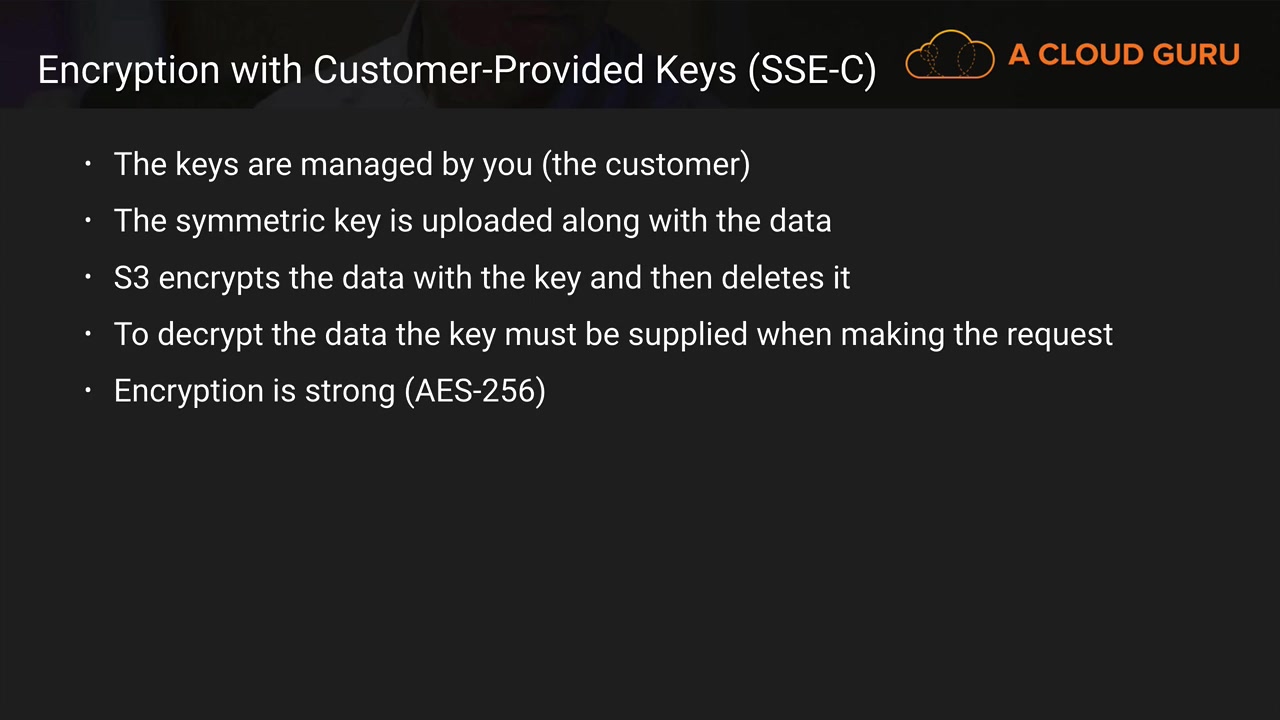 Encryption with Customer-Provided Keys (SSE-C)
A CLOUD GURU
• The keys are managed by you (the customer)
• The symmetric key is uploaded along with the data
• S3 encrypts the data with the key and then deletes it
• To decrypt the data the key must be supplied when making the request
• Encryption is strong (AES-256)